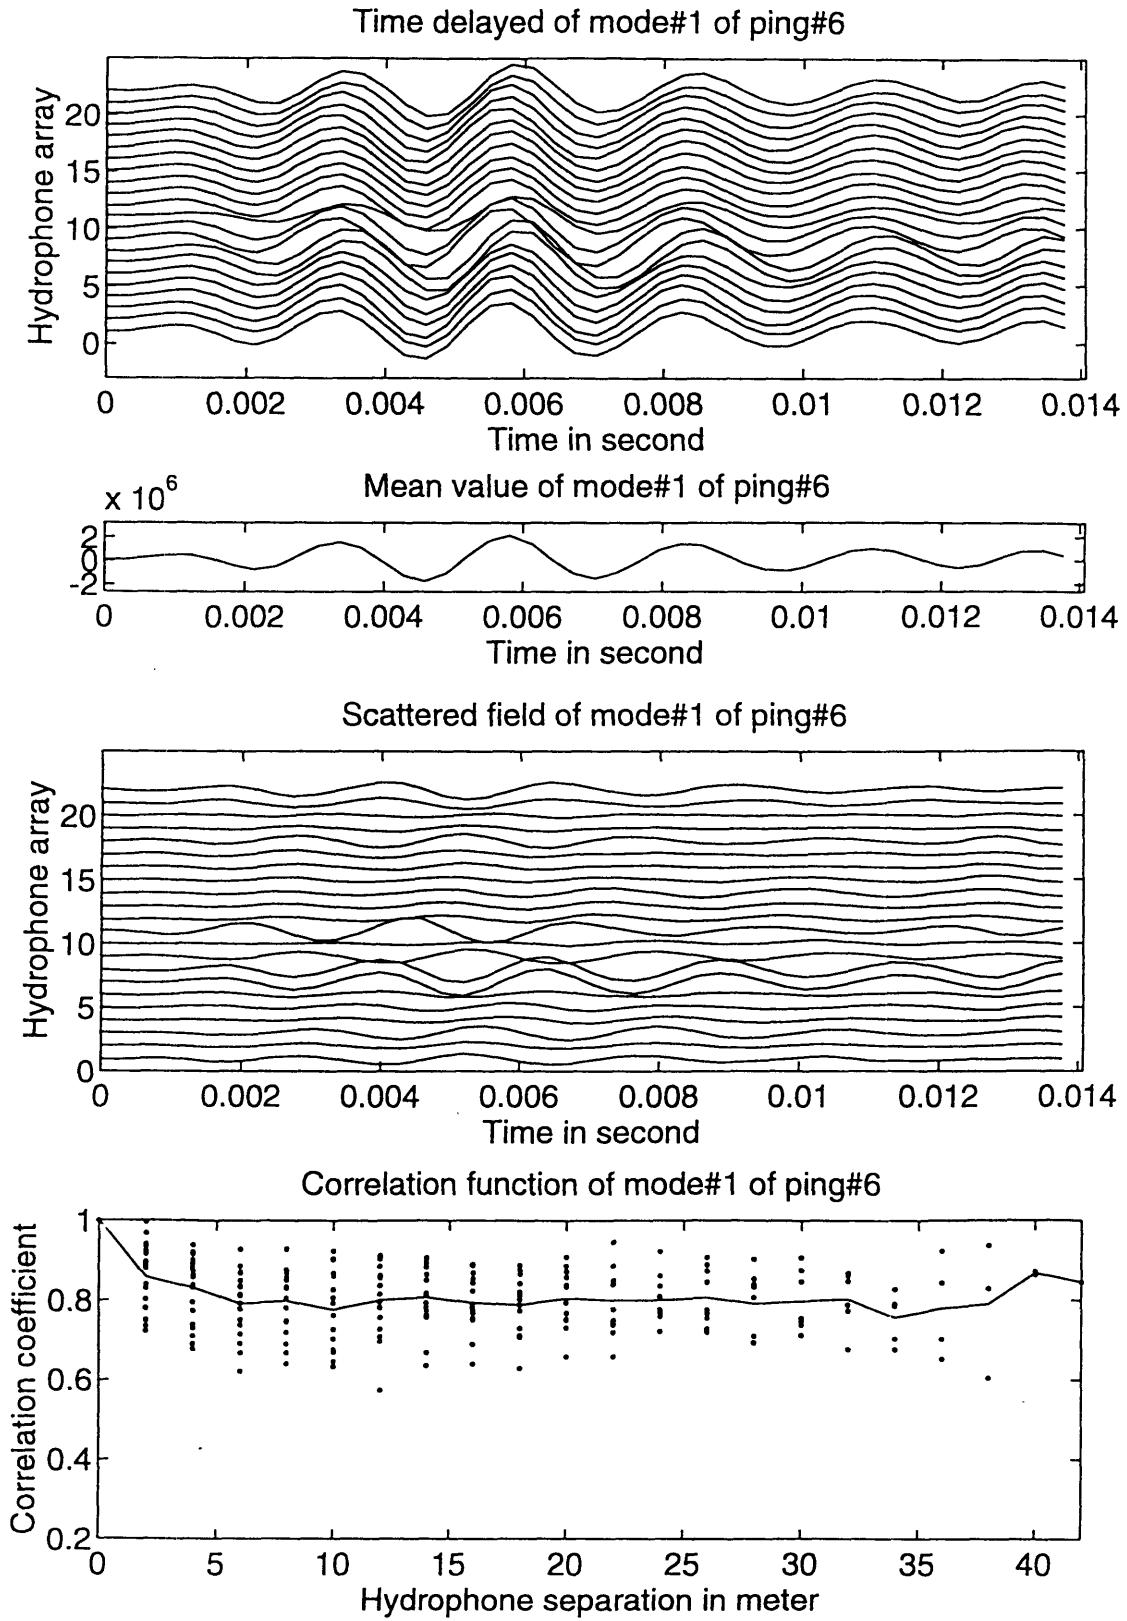 Time delayed of mode#1 of ping#6
Hydrophone array
20
15
10
5
0
0 0.002 0.004 0.006 0.008 0.01 0.012 0.014
Time in second
x 10^6
Mean value of mode#1 of ping#6
2
0
-2
0 0.002 0.004 0.006 0.008 0.01 0.012 0.014
Time in second
Scattered field of mode#1 of ping#6
Hydrophone array
20
15
10
5
0
0 0.002 0.004 0.006 0.008 0.01 0.012 0.014
Time in second
Correlation function of mode#1 of ping#6
Correlation coefficient
1
0.8
0.6
0.4
0.2
0 5 10 15 20 25 30 35 40
Hydrophone separation in meter